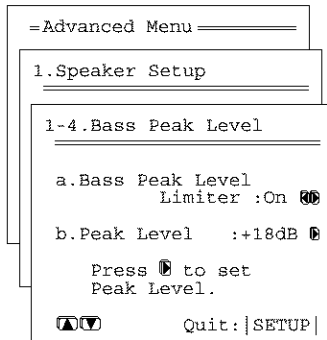 Advanced Menu
1.Speaker Setup
1-4.Bass Peak Level
a.Bass Peak Level
Limiter :On
b.Peak Level :+18dB
Press to set
Peak Level.
Quit:|SETUP|